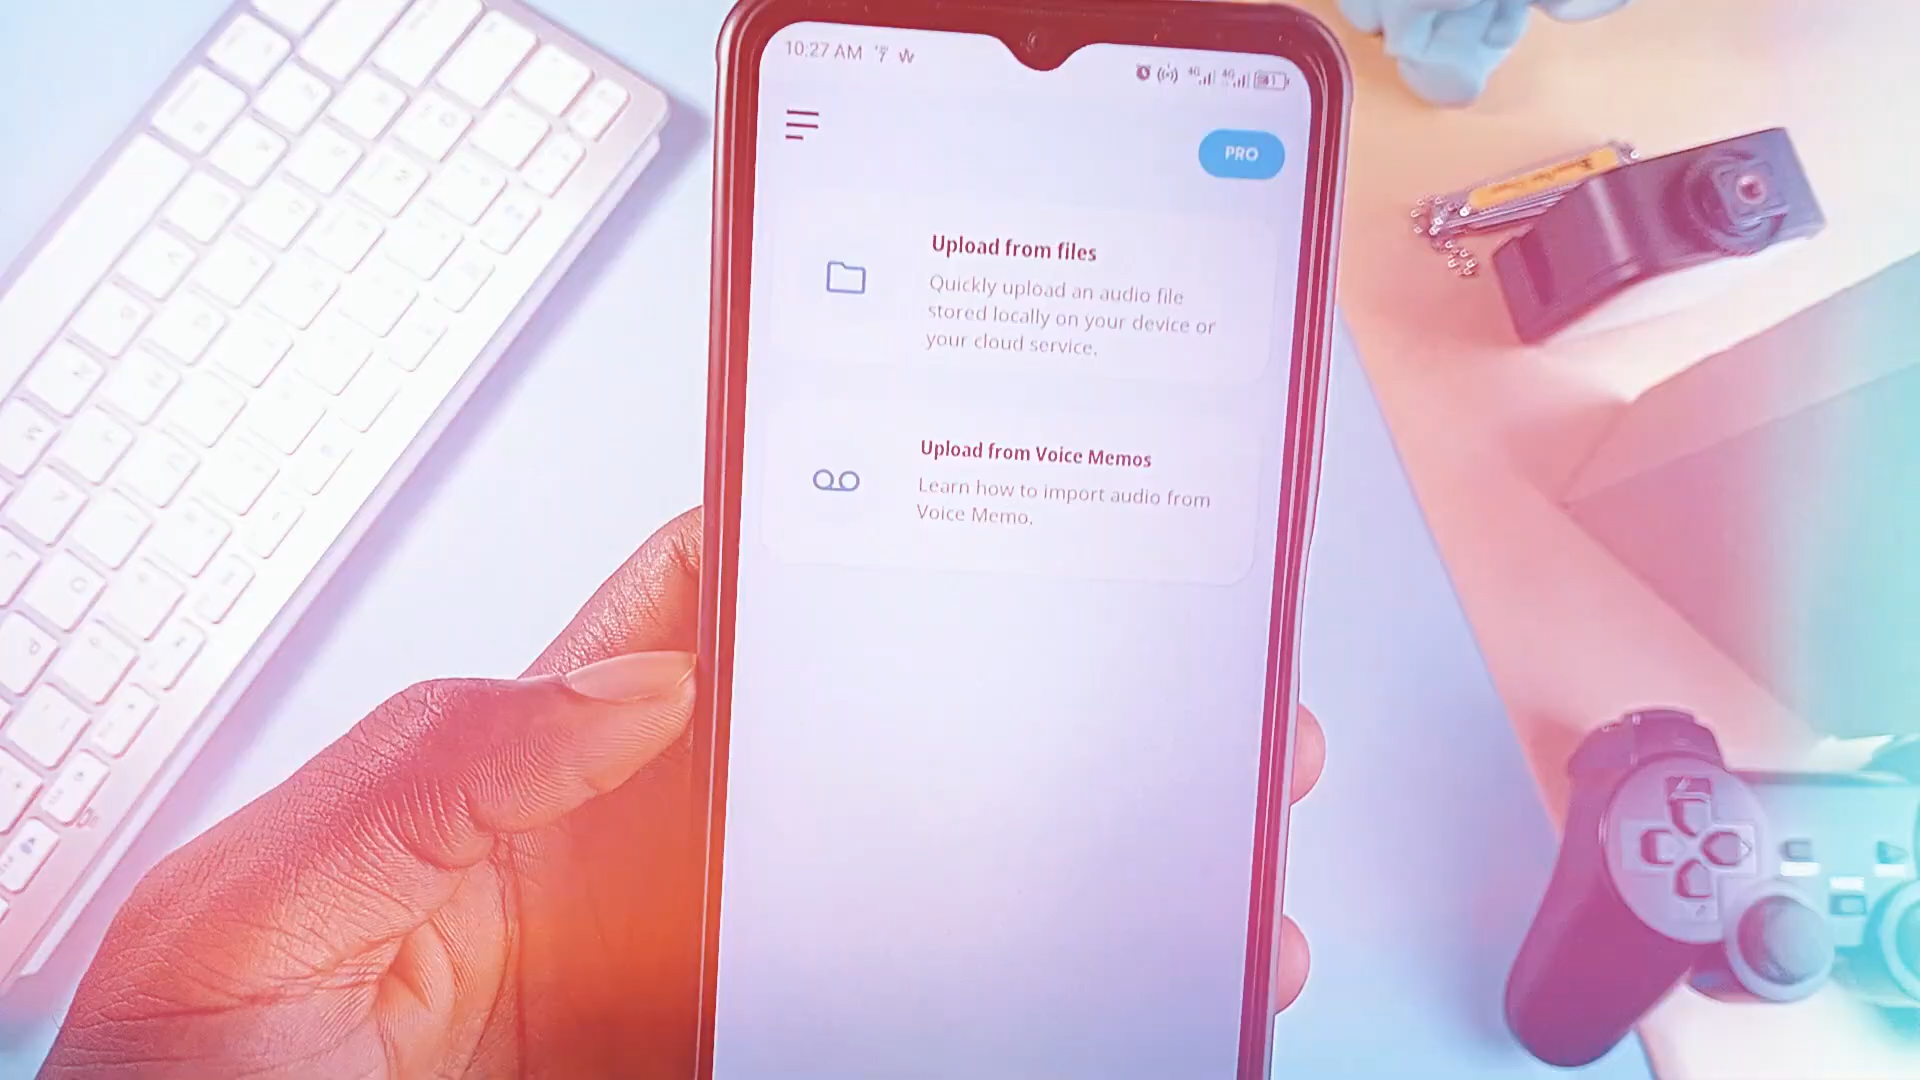 10:27 AM
PRO
Upload from files
Quickly upload an audio file
stored locally on your device or
your cloud service.
Upload from Voice Memos
Learn how to import audio from
Voice Memo.